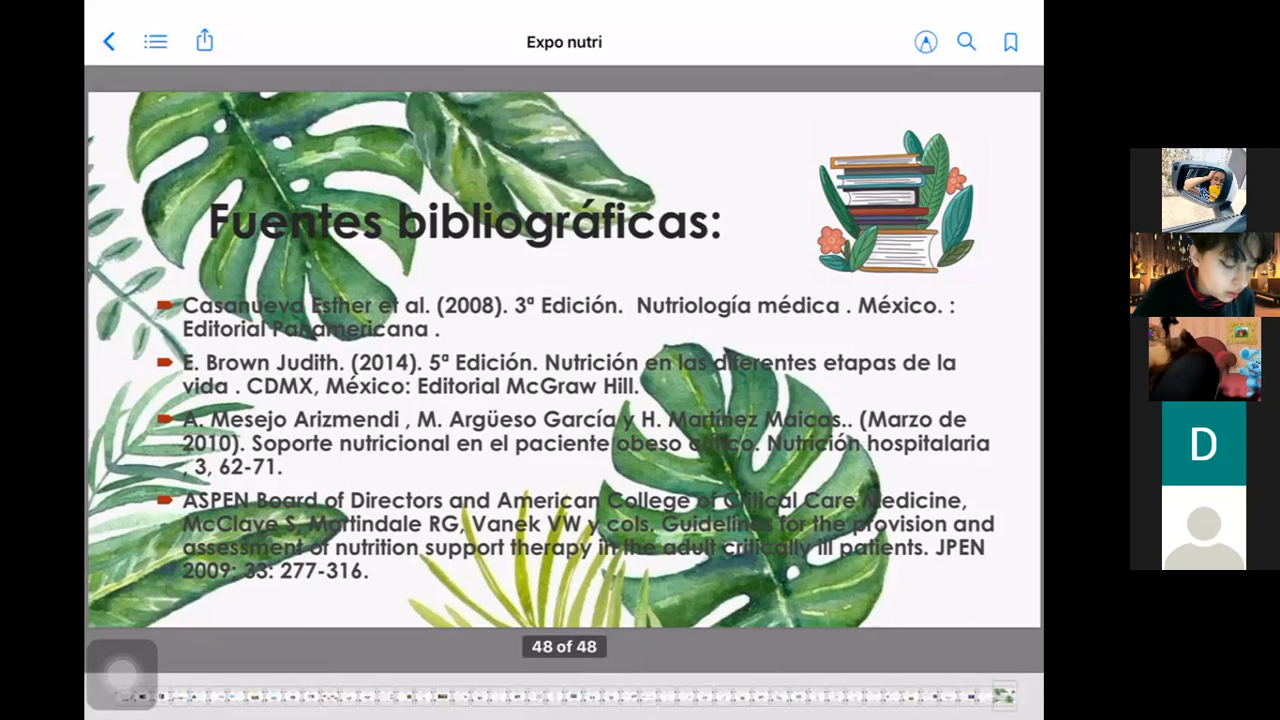 Expo nutri
Fuentes bibliográficas:
Casanueva Esther et al. (2008). 3ª Edición. Nutriología médica . México. :
Editorial Panamericana .
E. Brown Judith. (2014). 5ª Edición. Nutrición en las diferentes etapas de la
vida . CDMX, México: Editorial McGraw Hill.
A. Mesejo Arizmendi , M. Argüeso García y H. Martínez Maicas.. (Marzo de
2010). Soporte nutricional en el paciente obeso crítico. Nutrición hospitalaria
, 3, 62-71.
ASPEN Board of Directors and American College of Critical Care Medicine,
McClave S, Martindale RG, Vanek VW y cols. Guidelines for the provision and
assessment of nutrition support therapy in the adult critically ill patients. JPEN
2009; 33: 277-316.
48 of 48
D